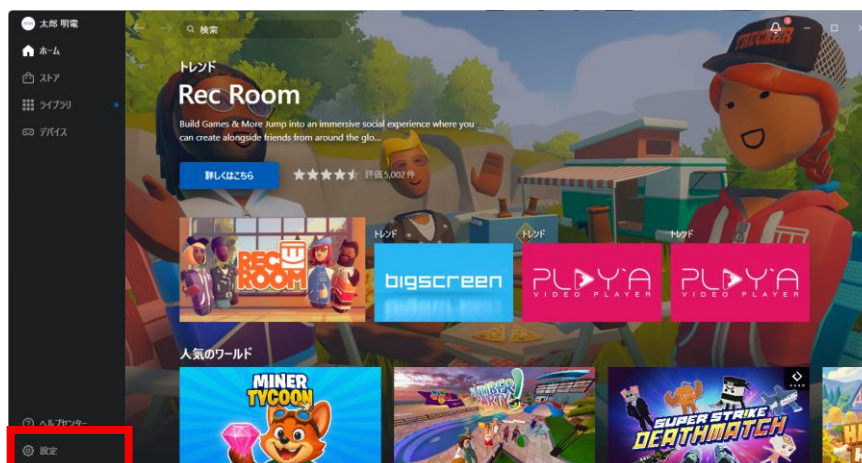 太郎 明電
検索
ホーム
ストア
ライブラリ
デバイス
トレンド
Rec Room
Build Games & More Jump into an immersive social experience where you
can create alongside friends from around the glo...
詳しくはこちら
評価5,002件
TRUCKER
トレンド
トレンド
トレンド
REC
ROOM
bigscreen
PLAY'A
VIDEO PLAYER
PLAY'A
VIDEO PLAYER
人気のワールド
MINER
TYCOON
NUMBER
PARTY!
SUPER STRIKE
DEATHMATCH
ヘルプセンター
設定